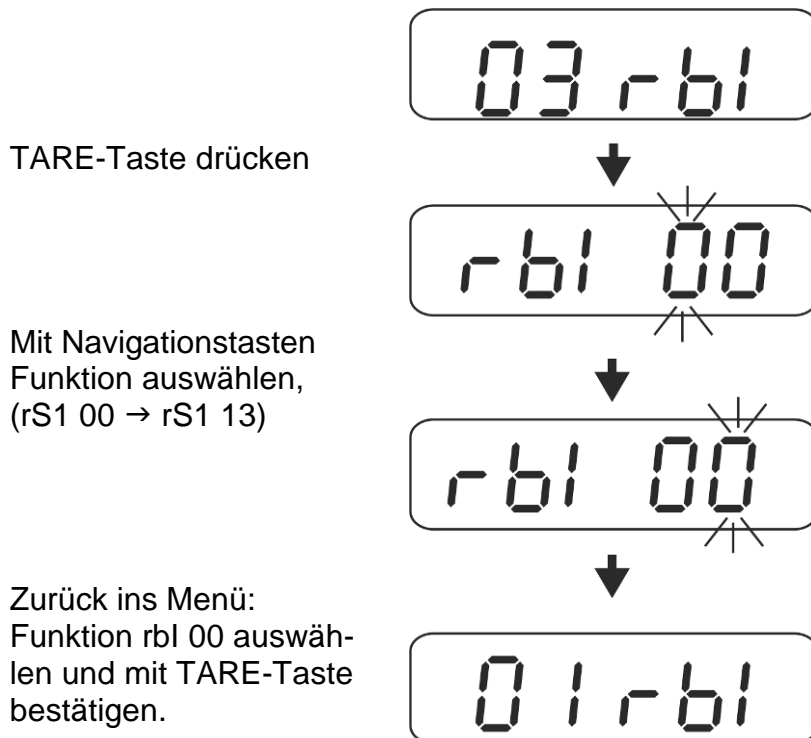 03 rbl
TARE-Taste drücken
rbl 00
Mit Navigationstasten
Funktion auswählen,
(rS1 00 → rS1 13)
rbl 00
Zurück ins Menü:
Funktion rbl 00 auswäh-
len und mit TARE-Taste
bestätigen.
01 rbl